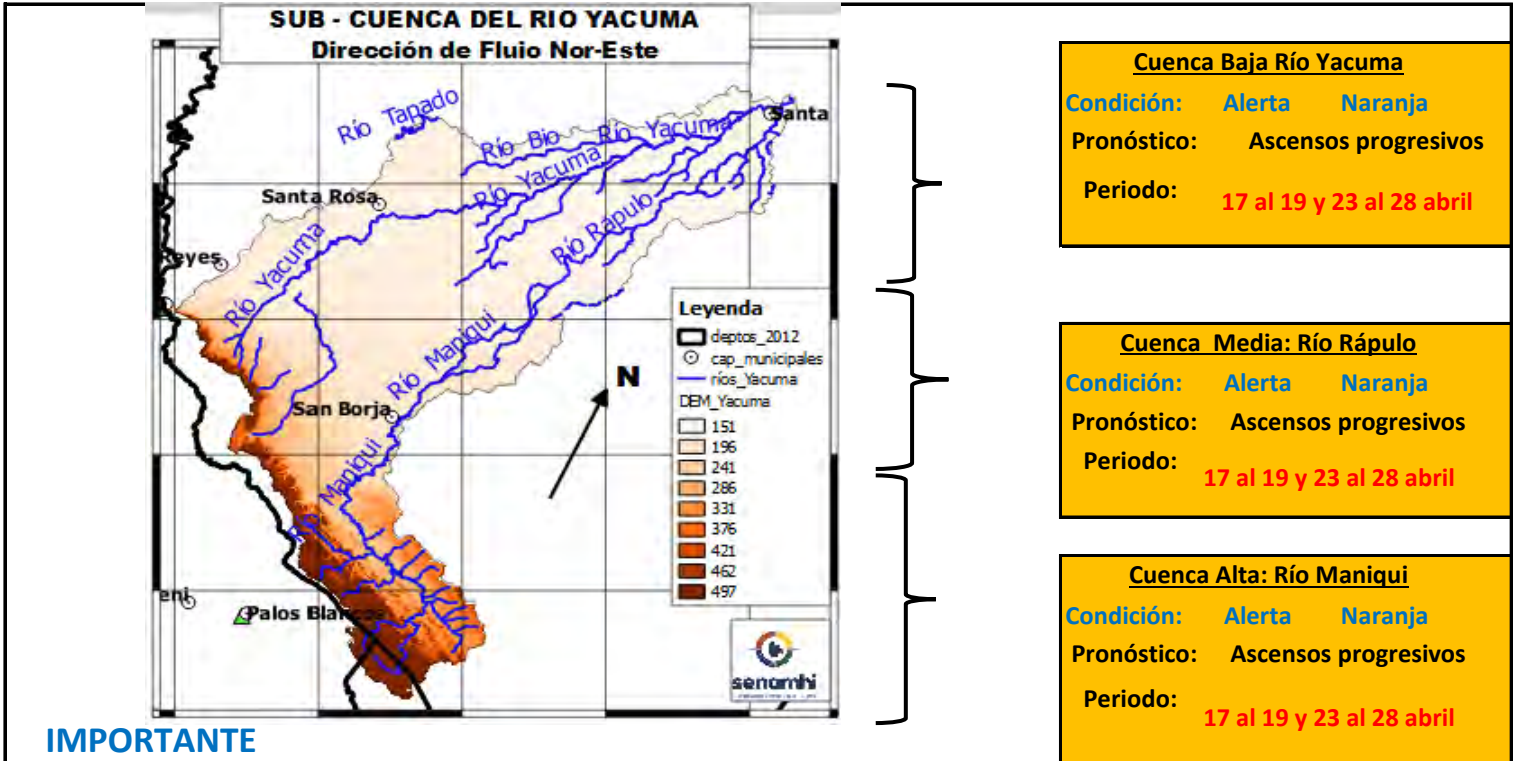 SUB - CUENCA DEL RIO YACUMA
Dirección de Flujo Nor-Este
Río Tapado
Río Bio
Río Yacuma
Santa
Río Yacuma
Santa Rosa
Río Rápulo
Reyes
Río Yacuma
Río Maniqui
San Borja
Río Maniqui
eni
Palos Blancos
Leyenda
deptos_2012
cap_municipales
ríos_Yacuma
DEM_Yacuma
151
196
241
286
331
376
421
462
497
N
senamhi
Cuenca Baja Río Yacuma
Condición: Alerta Naranja
Pronóstico: Ascensos progresivos
Periodo: 17 al 19 y 23 al 28 abril
Cuenca Media: Río Rápulo
Condición: Alerta Naranja
Pronóstico: Ascensos progresivos
Periodo: 17 al 19 y 23 al 28 abril
Cuenca Alta: Río Maniqui
Condición: Alerta Naranja
Pronóstico: Ascensos progresivos
Periodo: 17 al 19 y 23 al 28 abril
IMPORTANTE